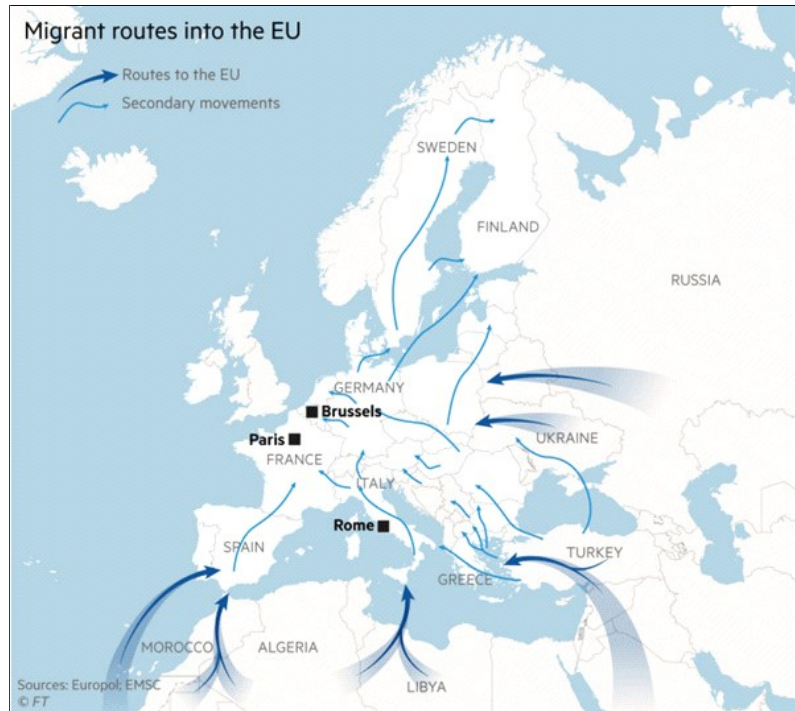 Migrant routes into the EU
Routes to the EU
Secondary movements
SWEDEN
FINLAND
RUSSIA
GERMANY
Brussels
Paris
UKRAINE
FRANCE
ITALY
Rome
SPAIN
TURKEY
GREECE
MOROCCO
ALGERIA
LIBYA
Sources: Europol; EMSC
© FT